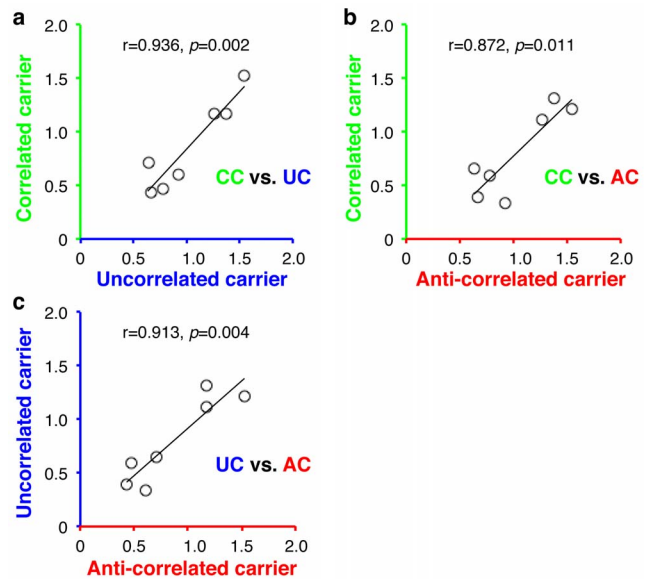 a
2.0
r=0.936, p=0.002
1.5
1.0
0.5
0
Correlated carrier
CC vs. UC
0 0.5 1.0 1.5 2.0
Uncorrelated carrier
b
2.0
r=0.872, p=0.011
1.5
1.0
0.5
0
Correlated carrier
CC vs. AC
0 0.5 1.0 1.5 2.0
Anti-correlated carrier
c
2.0
r=0.913, p=0.004
1.5
1.0
0.5
0
Uncorrelated carrier
UC vs. AC
0 0.5 1.0 1.5 2.0
Anti-correlated carrier